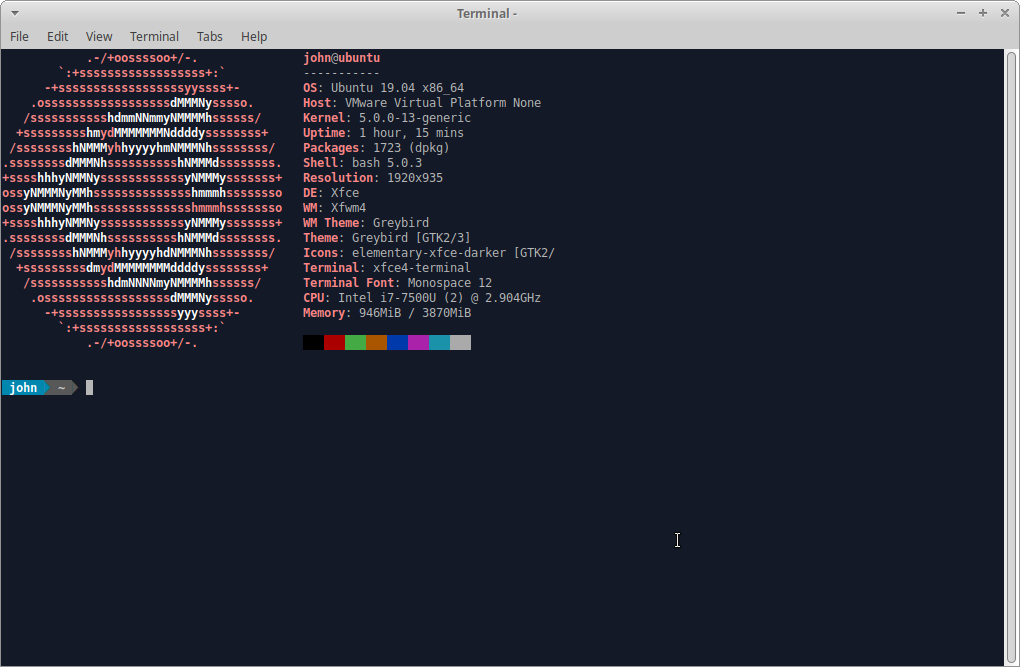 Terminal -
File Edit View Terminal Tabs Help
            .-/+oossssoo+/-.               john@ubuntu
        `:+ssssssssssssssssss+:`           -----------
      -+ssssssssssssssssssyyssss+-         OS: Ubuntu 19.04 x86_64
    .ossssssssssssssssssdMMMNysssso.       Host: VMware Virtual Platform None
   /ssssssssssshdmmNNmmyNMMMMhssssss/      Kernel: 5.0.0-13-generic
  +ssssssssshmydMMMMMMMNddddyssssssss+     Uptime: 1 hour, 15 mins
 /sssssssshNMMMyhhyyyyhmNMMMNhssssssss/    Packages: 1723 (dpkg)
.ssssssssdMMMNhsssssssssshNMMMdssssssss.   Shell: bash 5.0.3
+sssshhhyNMMNyssssssssssssyNMMMysssssss+   Resolution: 1920x935
ossyNMMMNyMMhsssssssssssssshmmmhssssssso   DE: Xfce
ossyNMMMNyMMhsssssssssssssshmmmhssssssso   WM: Xfwm4
+sssshhhyNMMNyssssssssssssyNMMMysssssss+   WM Theme: Greybird
.ssssssssdMMMNhsssssssssshNMMMdssssssss.   Theme: Greybird [GTK2/3]
 /sssssssshNMMMyhhyyyyhdNMMMNhssssssss/    Icons: elementary-xfce-darker [GTK2/
  +sssssssssdmydMMMMMMMMddddyssssssss+     Terminal: xfce4-terminal
   /ssssssssssshdmNNNNmyNMMMMhssssss/      Terminal Font: Monospace 12
    .ossssssssssssssssssdMMMNysssso.       CPU: Intel i7-7500U (2) @ 2.904GHz
      -+sssssssssssssssssyyyssss+-         Memory: 946MiB / 3870MiB
        `:+ssssssssssssssssss+:`
            .-/+oossssoo+/-.
john ~